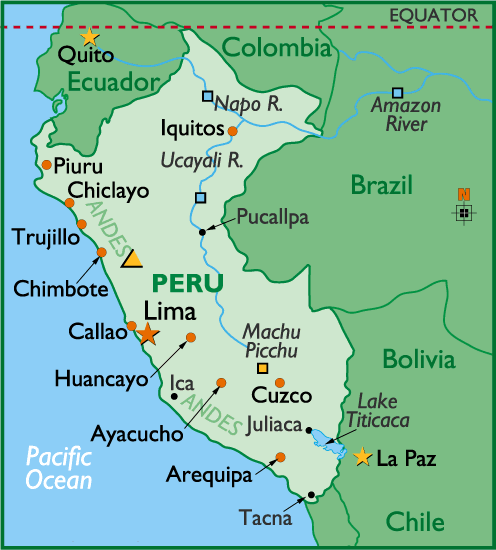 EQUATOR
Quito
Colombia
Ecuador
Napo R.
Amazon
River
Iquitos
Ucayali R.
Piuru
Chiclayo
Brazil
N
ANDES
Pucallpa
Trujillo
Chimbote
PERU
Lima
Callao
Machu
Picchu
Bolivia
Huancayo
Ica
Cuzco
Lake
Titicaca
ANDES
Juliaca
Ayacucho
Pacific
Ocean
La Paz
Arequipa
Tacna
Chile